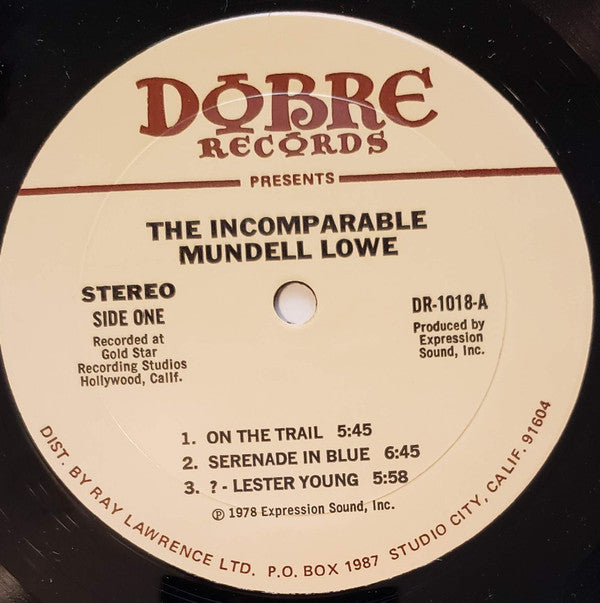 DOBRE
RECORDS
PRESENTS
THE INCOMPARABLE
MUNDELL LOWE
STEREO
SIDE ONE
Recorded at
Gold Star
Recording Studios
Hollywood, Calif.
DR-1018-A
Produced by
Expression
Sound, Inc.
1. ON THE TRAIL 5:45
2. SERENADE IN BLUE 6:45
3. ? - LESTER YOUNG 5:58
℗ 1978 Expression Sound, Inc.
DIST. BY RAY LAWRENCE LTD. P.O. BOX 1987 STUDIO CITY, CALIF. 91604